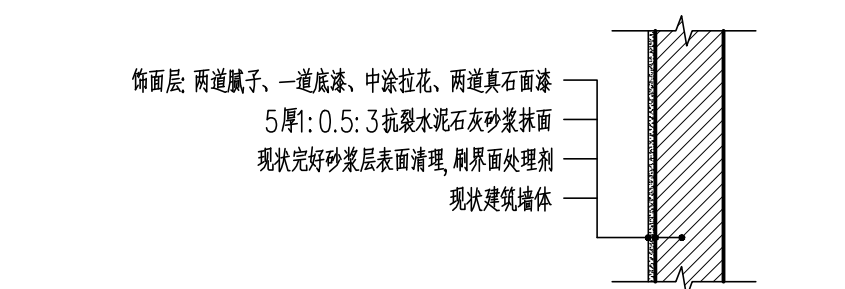 饰面层: 两道腻子、一道底漆、中涂拉花、两道真石面漆
5厚1:0.5:3抗裂水泥石灰砂浆抹面
现状完好砂浆层表面清理,刷界面处理剂
现状建筑墙体